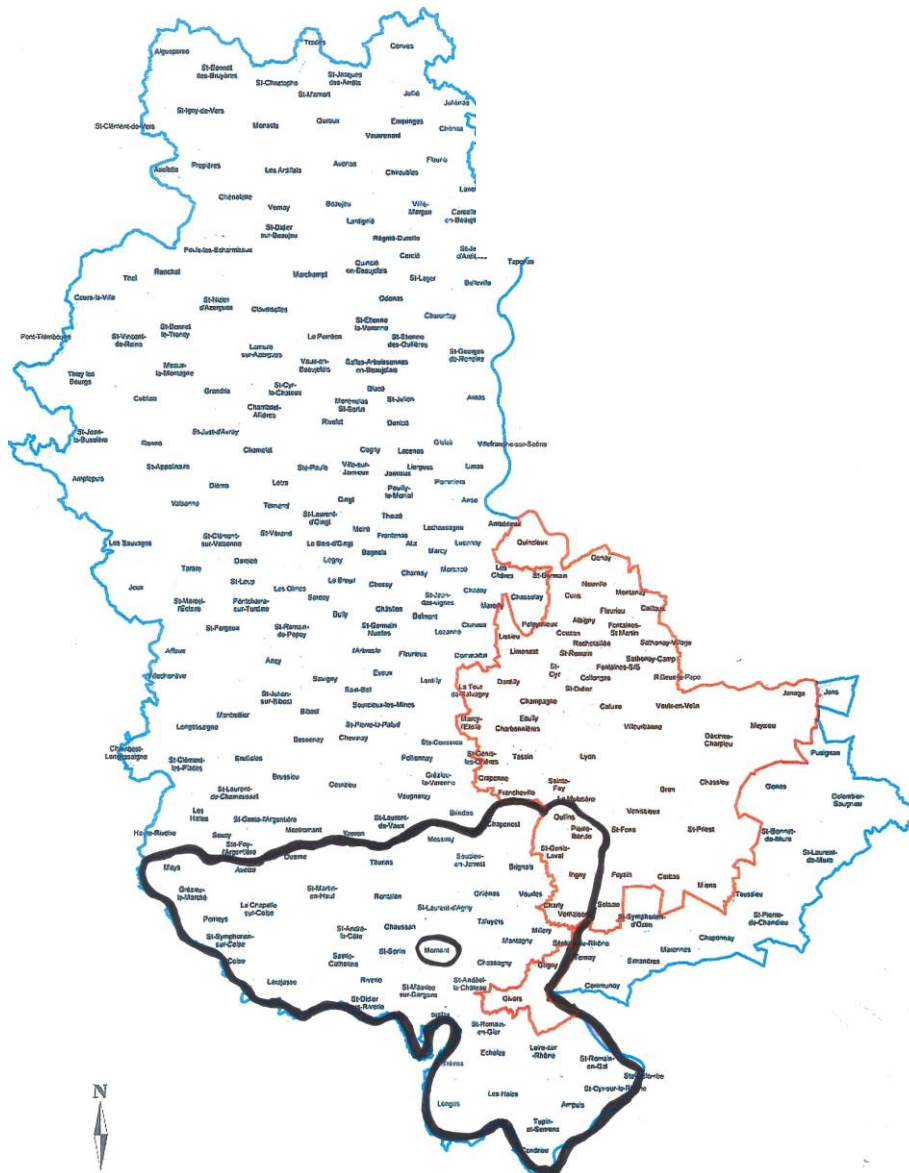 Aigueperse
Trades
Cenves
St-Bonnet
des-Bruyères
St-Christophe
St-Jacques
des-Arrêts
St-Mamert
Jullié
Juliénas
St-Igny-de-Vers
St-Clément-de-Vers
Monsols
Ouroux
Emeringes
Vauxrenard
Chénas
Azolette
Propières
Les Ardillats
Avenas
Chiroubles
Fleurie
Chénelette
Vernay
Beaujeu
Lantignié
Villié-
Morgon
Corcelle
en-Beaujo
St-Didier
sur-Beaujeu
Régnié-Durette
Cercié
Poule-les-Echarmeaux
Quincié
en-Beaujolais
Taponas
Thel
Ranchal
Marchampt
St-Lager
Belleville
Cours-la-Ville
St-Nizier
d'Azergues
Claveisolles
Odenas
Charentay
St-Etienne
la-Varenne
St-Etienne
des-Oullières
St-Vincent-
de-Reins
St-Bonnet
le-Troncy
Lamure
sur-Azergues
Le Perréon
Vaux-en-
Beaujolais
Salles-Arbuissonnas
en-Beaujolais
St-Georges
de-Reneins
Thizy les
Bourgs
Meaux-
la-Montagne
Cublize
Grandris
St-Cyr-
le-Chatoux
Blacé
Montmelas
St-Sorlin
St-Julien
Arnas
Chambost-
Allières
Rivolet
Denicé
St-Jean-
la-Bussière
Ronno
St-Just-d'Avray
Chamelet
Cogny
Lacenas
Gleizé
Villefranche-sur-Saône
Amplepuis
St-Appolinaire
Dième
Létra
Ste-Paule
Ville-sur-
Jarnioux
Jarnioux
Liergues
Limas
Pommiers
Pouilly-
le-Monial
Valsonne
Ternand
Oingt
Anse
St-Laurent-
d'Oingt
Theizé
Ambérieux
Les Sauvages
St-Clément-
sur-Valsonne
St-Vérand
Moiré
Frontenas
Lachassagne
Le Bois-d'Oingt
Bagnols
Alix
Marcy
Lucenay
Quincieux
Tarare
Dareizé
Légny
Morancé
Les
Chères
St-Germain
Genay
Joux
St-Loup
Les Olmes
Le Breuil
Chessy
Charnay
Neuville
Montanay
St-Marcel-
l'Eclairé
Pontcharra-
sur-Turdine
Sarcey
Châtillon
St-Jean-
des-Vignes
Chazay
Marcilly
Chasselay
Curis
Cailloux
St-Forgeux
St-Romain-
de-Popey
Bully
St-Germain
Nuelles
Belmont
Lozanne
Civrieux
Poleymieux
Albigny
Fleurieu
Fontaines-
St-Martin
Couzon
Rochetaillée
Sathonay-Village
Affoux
Ancy
l'Arbresle
Fleurieux
Dommartin
Lissieu
Limonest
St-Romain
Sathonay-Camp
Villechenève
Savigny
Eveux
Lentilly
St-
Cyr
Collonges
Fontaines-S/S
Rillieux-la-Pape
St-Julien-
sur-Bibost
Sain-Bel
Sourcieux-les-Mines
La Tour
de-Salvagny
Dardilly
St-Didier
Jonage
Jons
Montrottier
Bibost
St-Pierre-la-Palud
Champagne
Caluire
Vaulx-en-Velin
Longessaigne
Bessenay
Chevinay
Marcy-
l'Etoile
Ecully
Charbonnières
Villeurbanne
Décines-
Charpieu
Meyzieu
Chambost-
Longessaigne
St-Clément-
les-Places
Brullioles
Ste-Consorce
Pollionnay
St-Genis-
les-Ollières
Tassin
Lyon
Pusignan
Brussieu
Courzieu
Grézieu-
la-Varenne
Craponne
Bron
Chassieu
Genas
Colombier-
Saugnieu
St-Laurent-
de-Chamousset
Vaugneray
Francheville
Sainte-
Foy
La Mulatière
Les
Halles
St-Genis-l'Argentière
St-Laurent-
de-Vaux
Brindas
Chaponost
Oullins
Vénissieux
Haute-Rivoire
Souzy
Montromant
Yzeron
Messimy
Pierre-
Bénite
St-Fons
St-Priest
St-Bonnet-
de-Mure
Ste-Foy-
l'Argentière
Duerne
Thurins
Soucieu-
en-Jarrest
St-Genis-
Laval
St-Laurent-
de-Mure
Meys
Aveize
Brignais
Irigny
Feyzin
Corbas
Mions
Toussieu
Grézieu-
le-Marché
La Chapelle
sur-Coise
St-Martin-
en-Haut
Rontalon
Orliénas
Vourles
Charly
Vernaison
Solaize
St-Symphorien-
d'Ozon
St-Pierre-
de-Chandieu
Pomeys
St-Laurent-d'Agny
Taluyers
St-Symphorien-
sur-Coise
St-André-
la-Côte
Chaussan
Mornant
Montagny
Millery
Sérézin-du-Rhône
Ternay
Marennes
Chaponnay
Coise
Sainte-
Catherine
St-Sorlin
Chassagny
Grigny
Simandres
Larajasse
Riverie
St-Maurice
sur-Dargoire
St-Andéol-
le-Château
Communay
St-Didier
sous-Riverie
Givors
St-Romain-
en-Gier
Echalas
Loire-sur
-Rhône
St-Romain-
en-Gal
Trèves
Ste-Colombe
St-Cyr-sur-le-Rhône
Longes
Les Haies
Ampuis
Tupin-
et-Semons
Condrieu
N